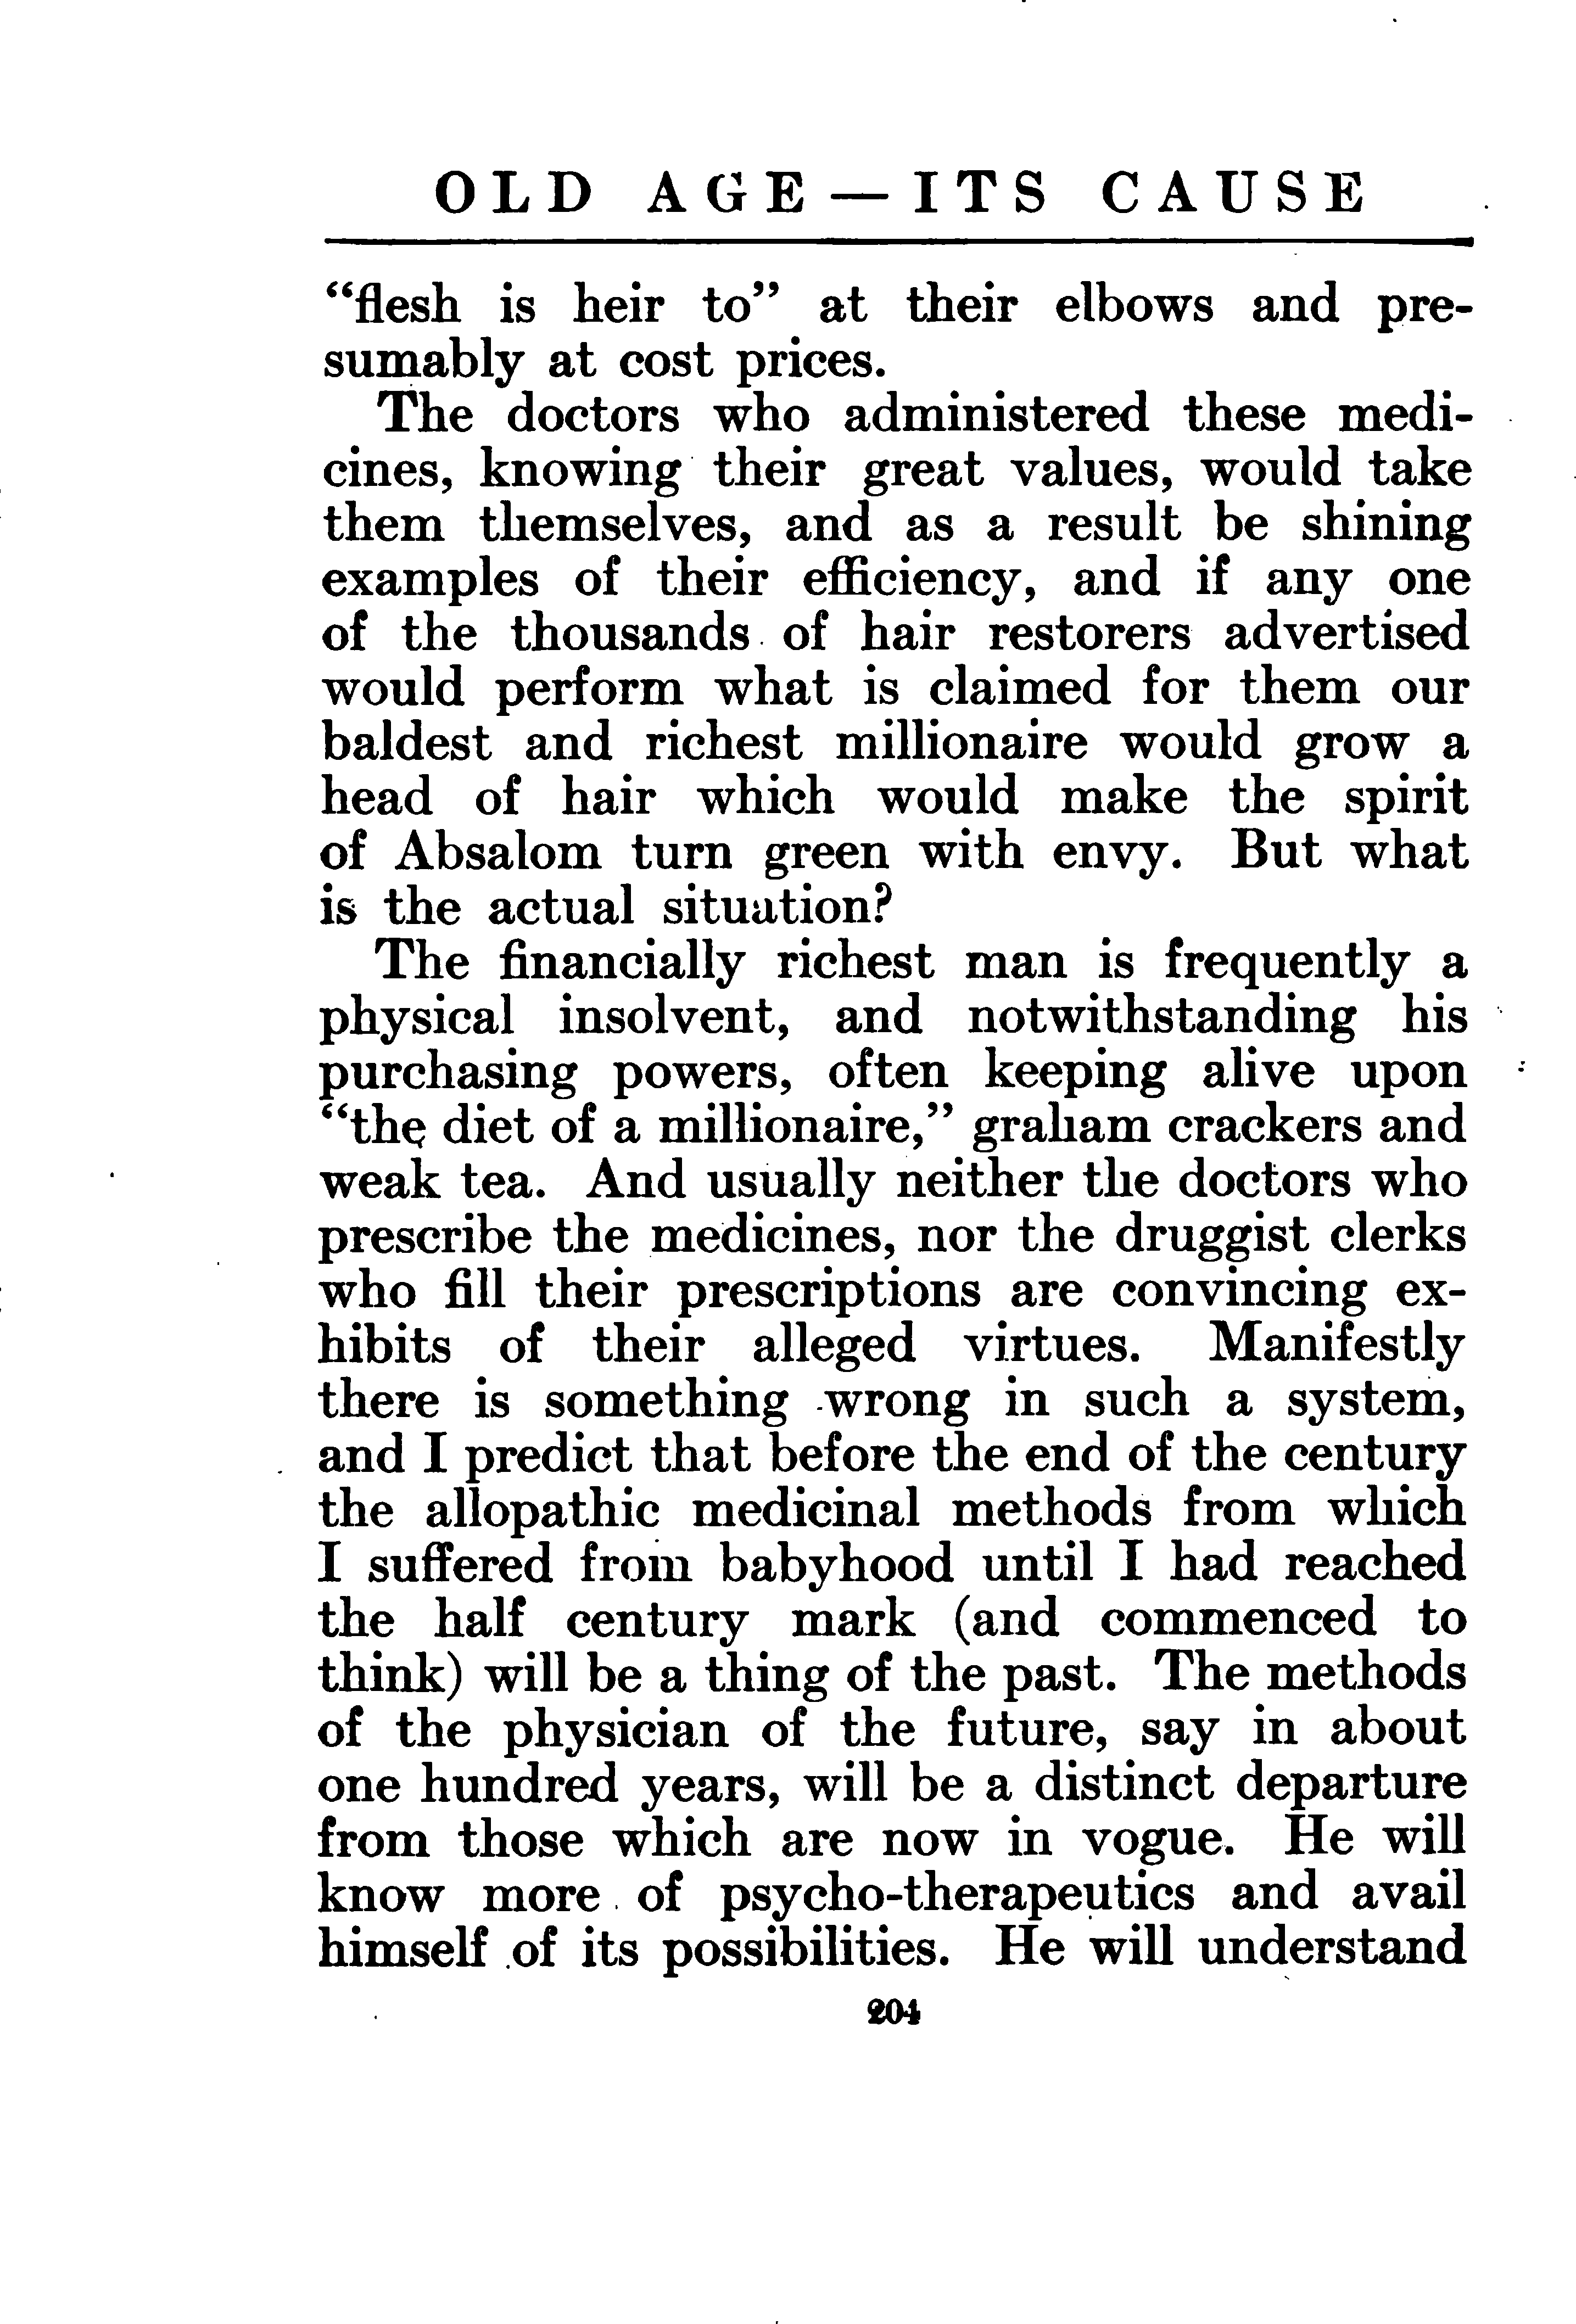 OLD AGE—ITS CAUSE
“flesh is heir to” at their elbows and pre-
sumably at cost prices.
The doctors who administered these medi-
cines, knowing their great values, would take
them themselves, and as a result be shining
examples of their efficiency, and if any one
of the thousands of hair restorers advertised
would perform what is claimed for them our
baldest and richest millionaire would grow a
head of hair which would make the spirit
of Absalom turn green with envy. But what
is the actual situation?
The financially richest man is frequently a
physical insolvent, and notwithstanding his
purchasing powers, often keeping alive upon
“the diet of a millionaire,” graham crackers and
weak tea. And usually neither the doctors who
prescribe the medicines, nor the druggist clerks
who fill their prescriptions are convincing ex-
hibits of their alleged virtues. Manifestly
there is something wrong in such a system,
and I predict that before the end of the century
the allopathic medicinal methods from which
I suffered from babyhood until I had reached
the half century mark (and commenced to
think) will be a thing of the past. The methods
of the physician of the future, say in about
one hundred years, will be a distinct departure
from those which are now in vogue. He will
know more of psycho-therapeutics and avail
himself of its possibilities. He will understand
204